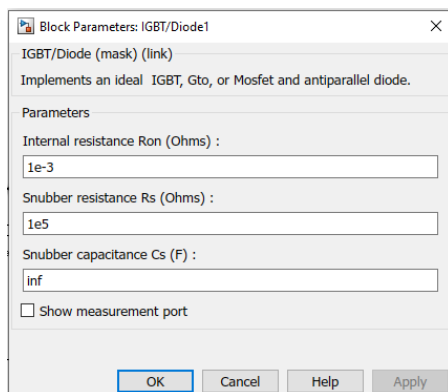 Block Parameters: IGBT/Diode1
IGBT/Diode (mask) (link)
Implements an ideal  IGBT, Gto, or Mosfet and antiparallel diode.
Parameters
Internal resistance Ron (Ohms) :
1e-3
Snubber resistance Rs (Ohms) :
1e5
Snubber capacitance Cs (F) :
inf
Show measurement port
OK Cancel Help Apply